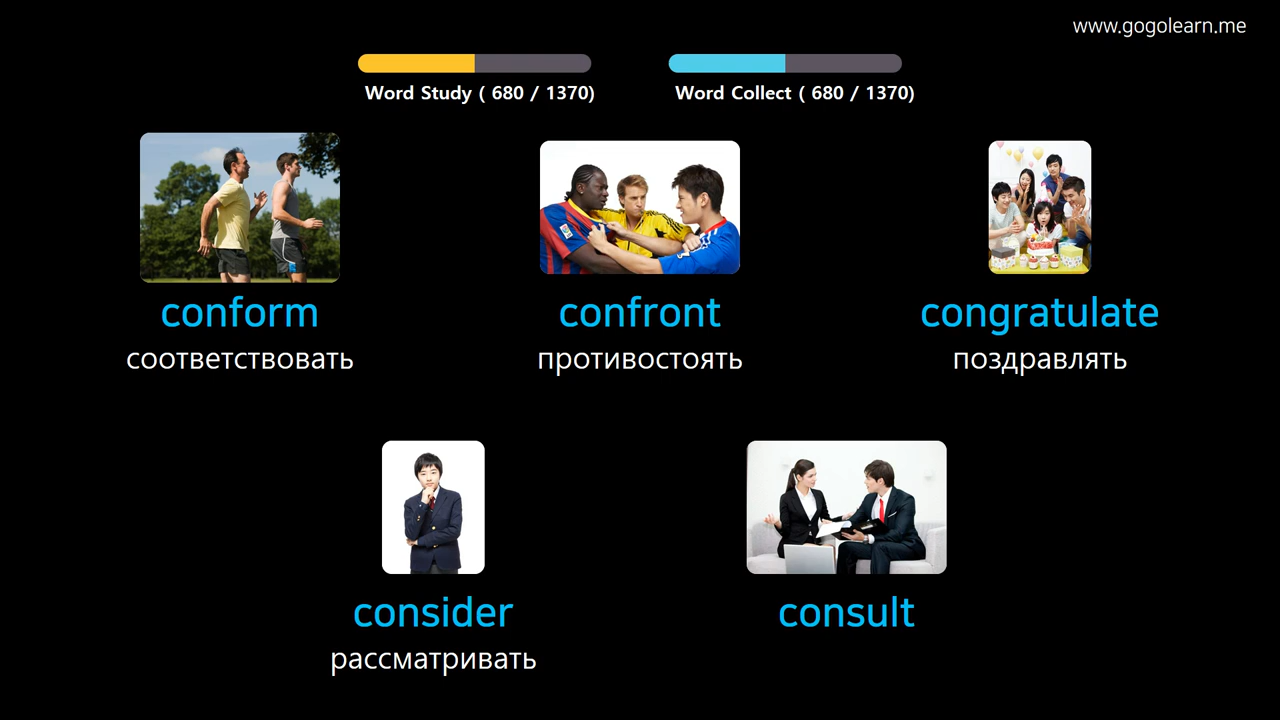 www.gogolearn.me
Word Study ( 680 / 1370)
Word Collect ( 680 / 1370)
conform
соответствовать
confront
противостоять
congratulate
поздравлять
consider
рассматривать
consult